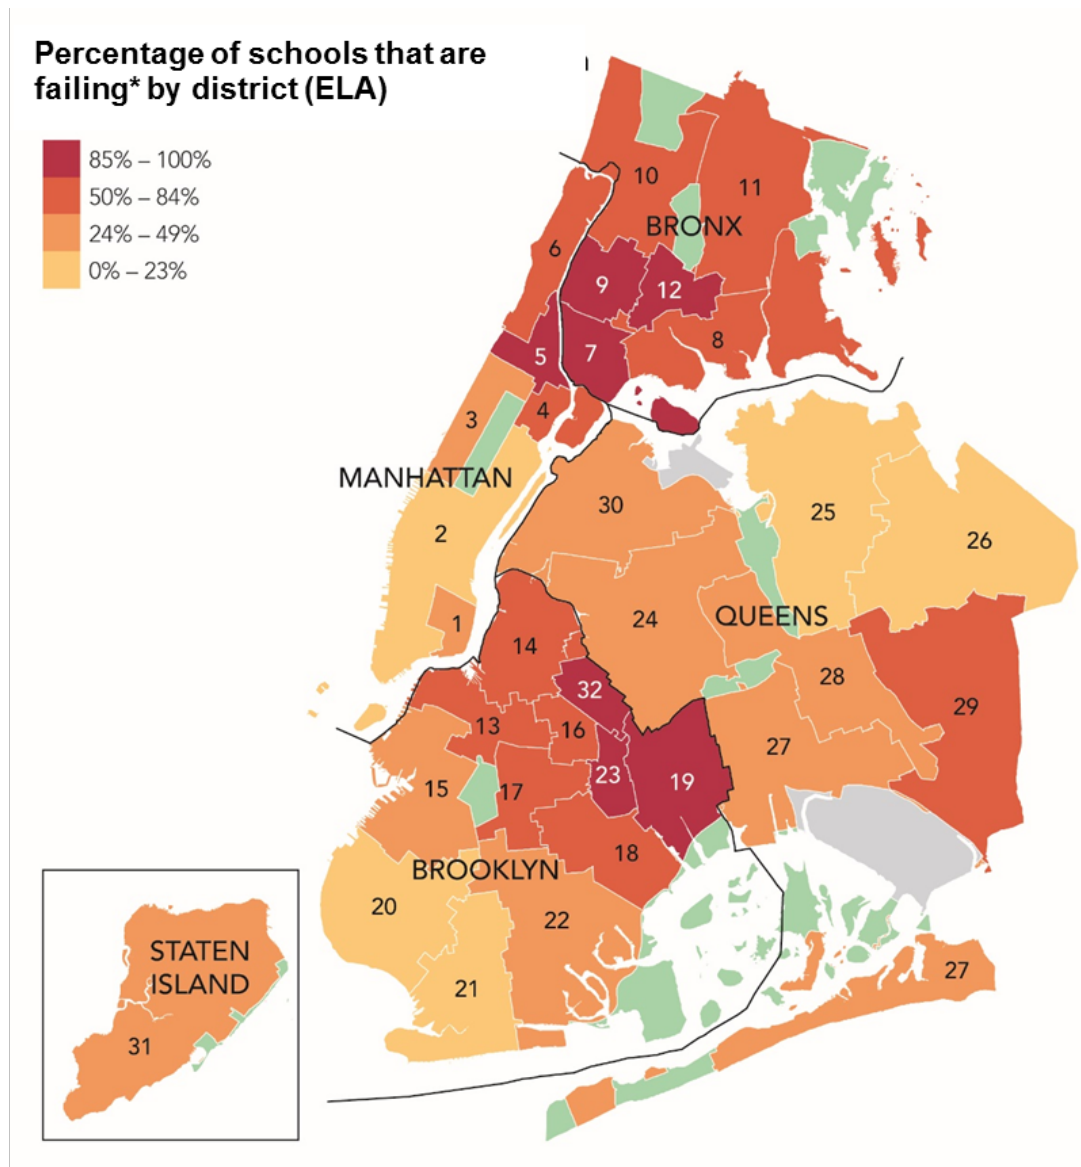 Percentage of schools that are
failing* by district (ELA)
85% – 100%
50% – 84%
24% – 49%
0% – 23%
10
11
BRONX
6
9
12
8
5
7
4
3
MANHATTAN
30
25
2
26
24
QUEENS
1
14
28
32
29
13
16
27
23
19
15
17
18
BROOKLYN
20
22
STATEN
ISLAND
27
21
31